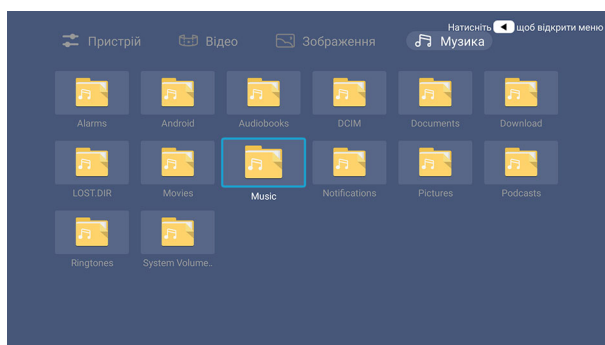 Натисніть щоб відкрити меню
Пристрій Відео Зображення Музика
Alarms Android Audiobooks DCIM Documents Download
LOST.DIR Movies Music Notifications Pictures Podcasts
Ringtones System Volume..